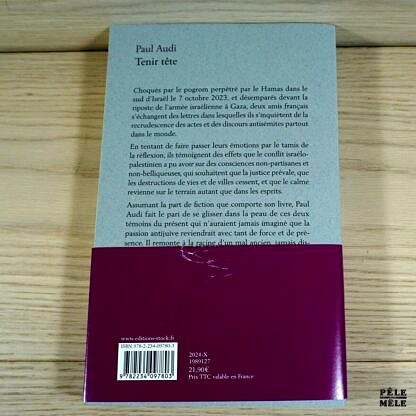 Paul Audi
Tenir tête
Choqués par le pogrom perpétré par le Hamas dans le
sud d'Israël le 7 octobre 2023, et désemparés devant la
riposte de l'armée israélienne à Gaza, deux amis français
s'échangent des lettres dans lesquelles ils s'inquiètent de la
recrudescence des actes et des discours antisémites partout
dans le monde.
En tentant de faire passer leurs émotions par le tamis de
la réflexion, ils témoignent des effets que le conflit israélo-
palestinien a pu avoir sur des consciences non-partisanes et
non-belliqueuses, qui souhaitent que la justice prévale, que
les destructions de vies et de villes cessent, et que le calme
revienne sur le terrain autant que dans les esprits.
Assumant la part de fiction que comporte son livre, Paul
Audi fait le pari de se glisser dans la peau de ces deux
témoins du présent qui n'auraient jamais imaginé que la
passion antijuive reviendrait avec tant de force et de pré-
sence. Il remonte à la racine d'un mal ancien, jamais dis-
www.editions-stock.fr
ISBN 978-2-234-09780-3
9 782234 097803
2024-X
1989127
21,90€
Prix TTC valable en France
PÊLE
MÊLE